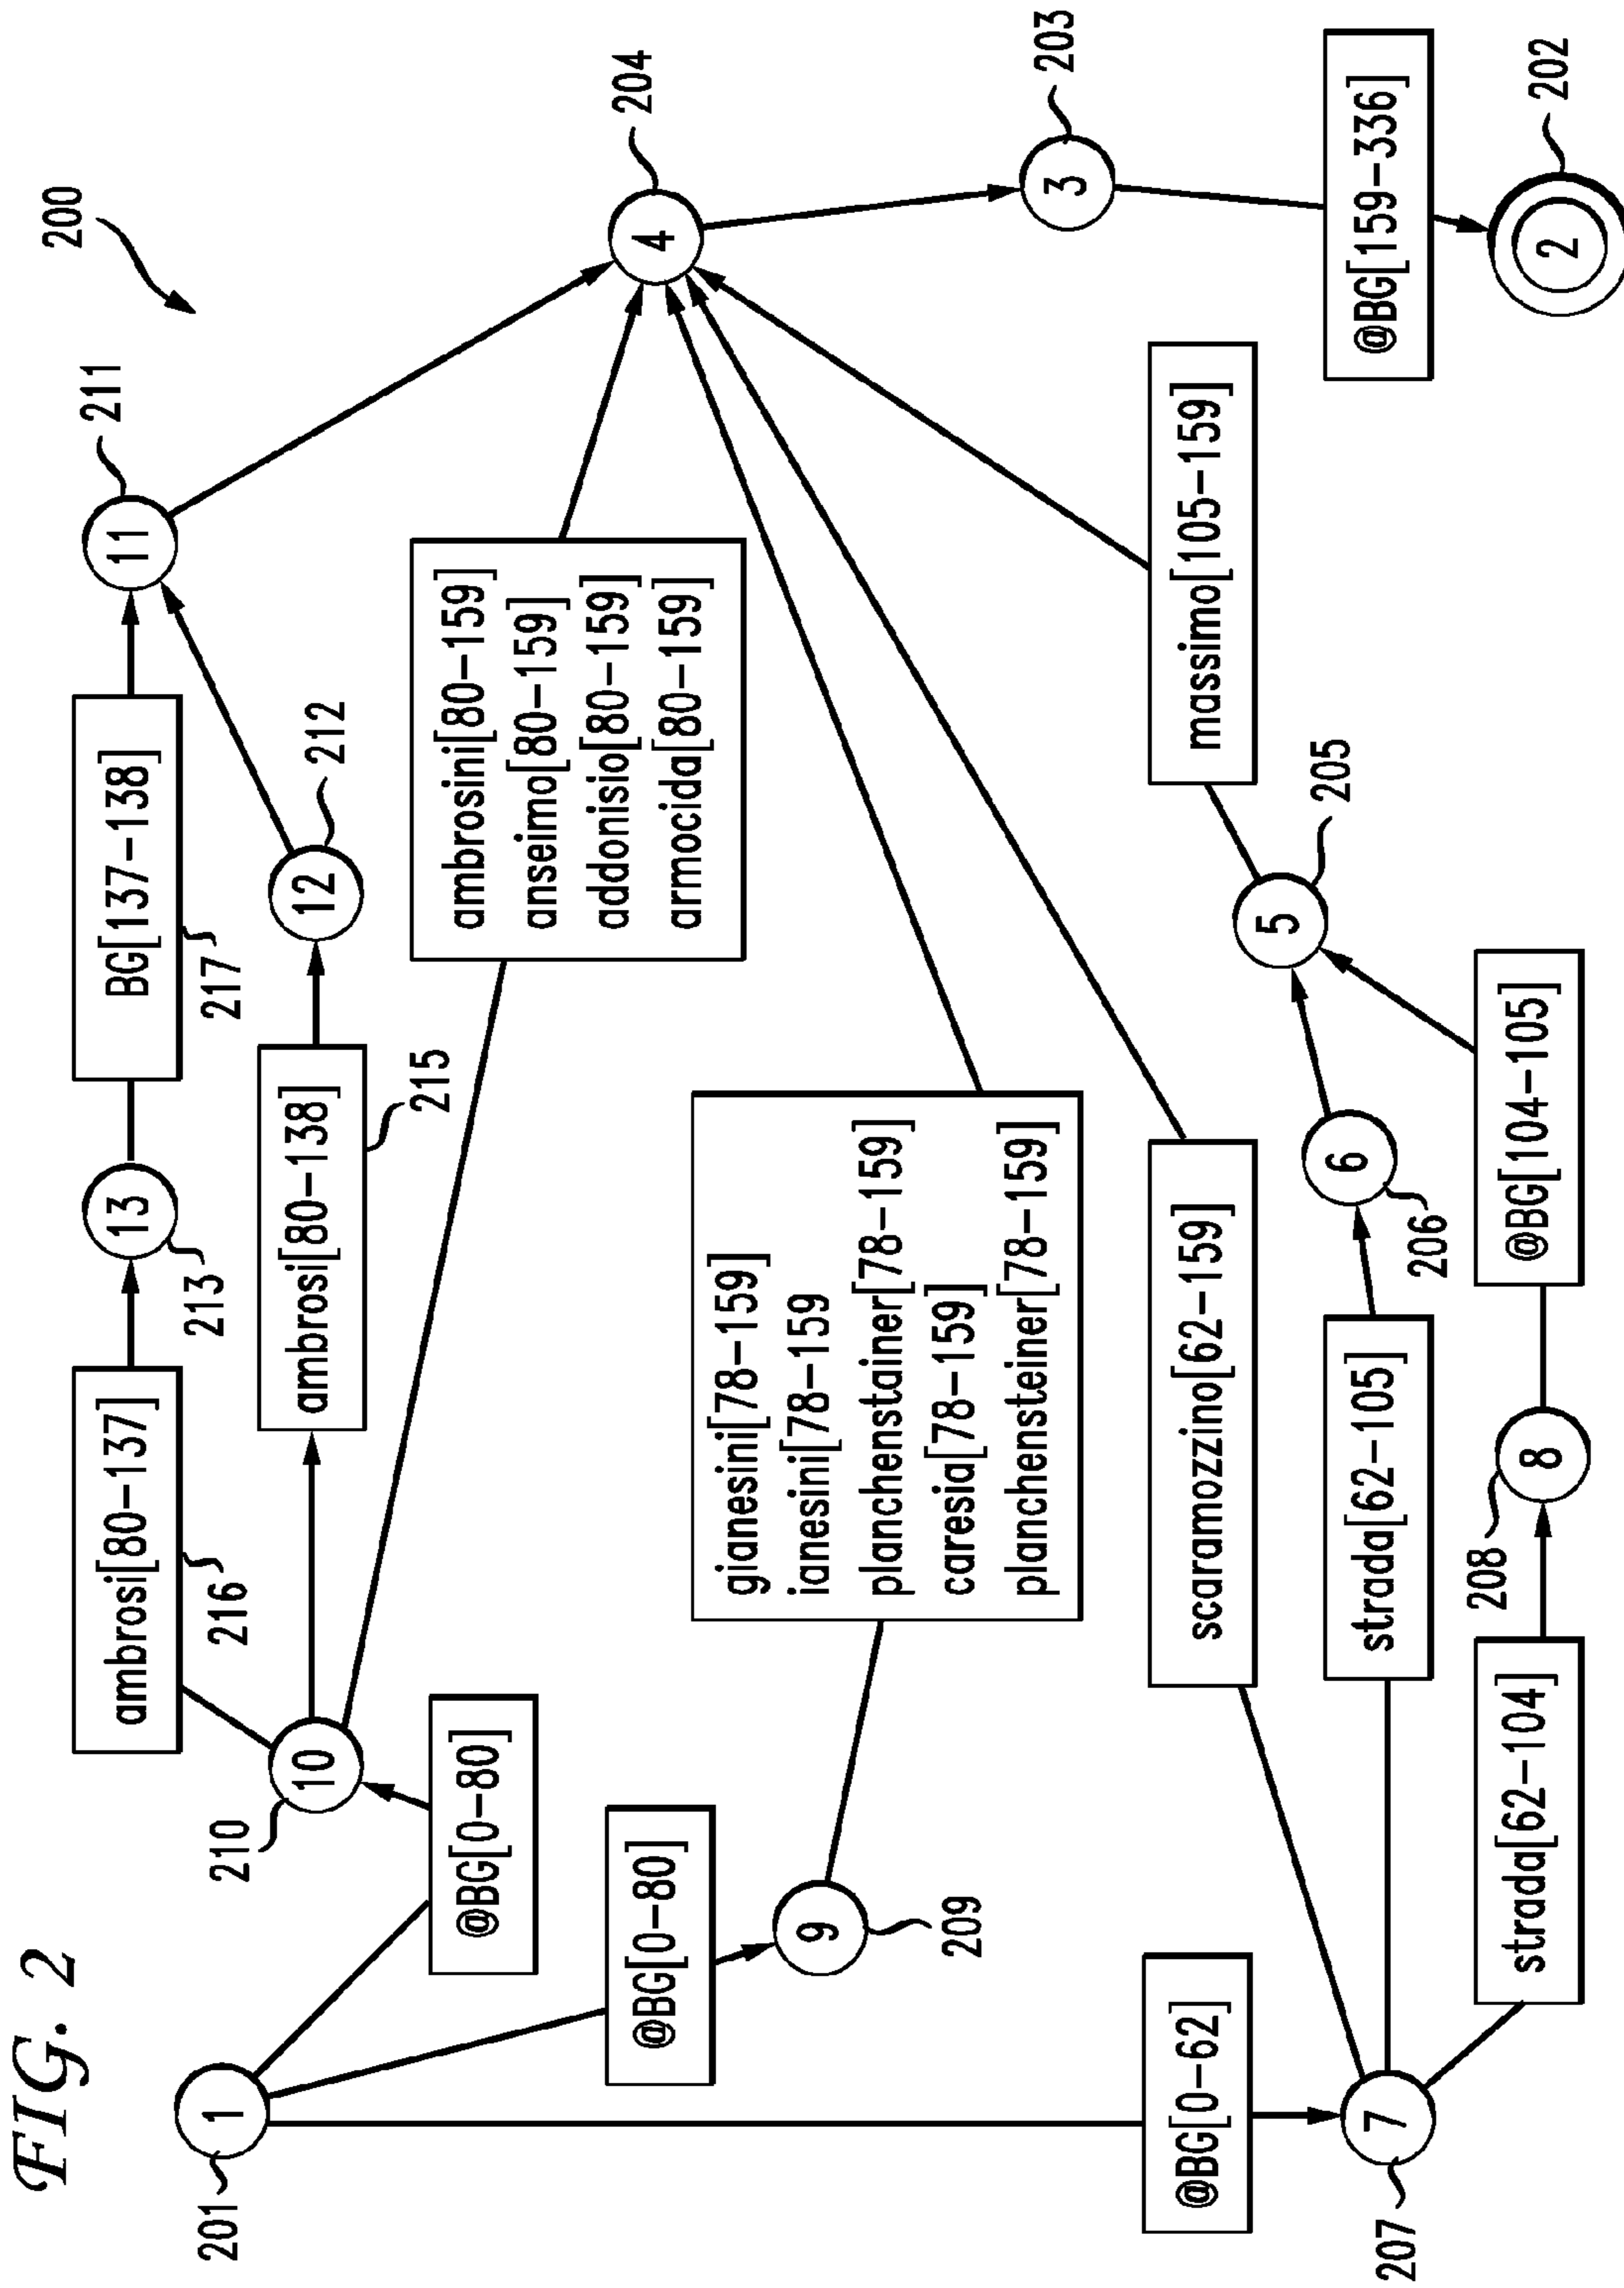 FIG. 2
200
201
1
@BG[0-80]
210
10
ambrosi[80-137]
216
213
13
BG[137-138]
217
211
11
ambrosi[80-138]
215
212
12
ambrosini[80-159]
anseimo[80-159]
addonisio[80-159]
armocida[80-159]
204
4
203
3
@BG[159-336]
202
2
@BG[0-80]
209
9
gianesini[78-159]
ianesini[78-159
planchenstainer[78-159]
caresia[78-159]
planchensteiner[78-159]
@BG[0-62]
207
7
scaramozzino[62-159]
strada[62-105]
206
6
205
5
massimo[105-159]
strada[62-104]
208
8
@BG[104-105]